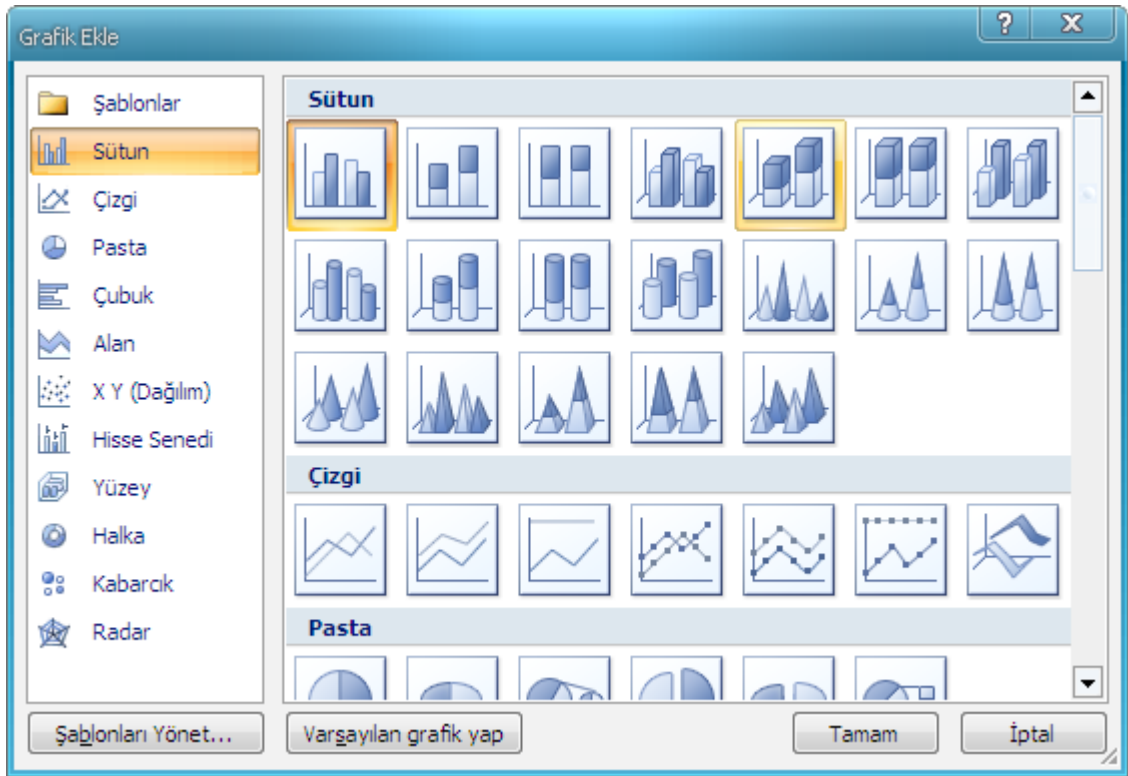 Grafik Ekle
Şablonlar
Sütun
Çizgi
Pasta
Çubuk
Alan
X Y (Dağılım)
Hisse Senedi
Yüzey
Halka
Kabarcık
Radar
Sütun
Çizgi
Pasta
Şablonları Yönet...
Varsayılan grafik yap
Tamam
İptal